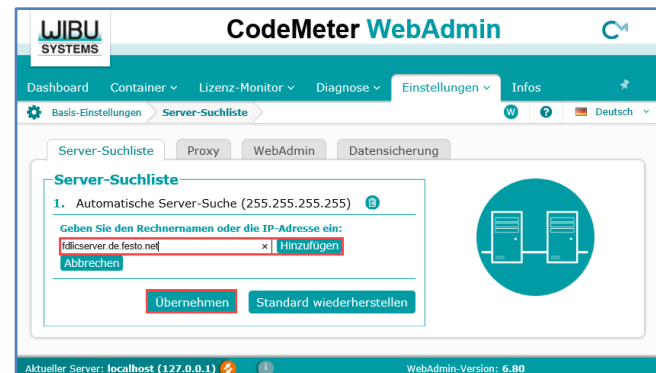 WIBU
SYSTEMS
CodeMeter WebAdmin
Dashboard Container Lizenz-Monitor Diagnose Einstellungen Infos
Basis-Einstellungen Server-Suchliste W ? Deutsch
Server-Suchliste Proxy WebAdmin Datensicherung
Server-Suchliste
1. Automatische Server-Suche (255.255.255.255)
Geben Sie den Rechnernamen oder die IP-Adresse ein:
fdlicserver.de.festo.net × Hinzufügen
Abbrechen
Übernehmen Standard wiederherstellen
Aktueller Server: localhost (127.0.0.1) i WebAdmin-Version: 6.80